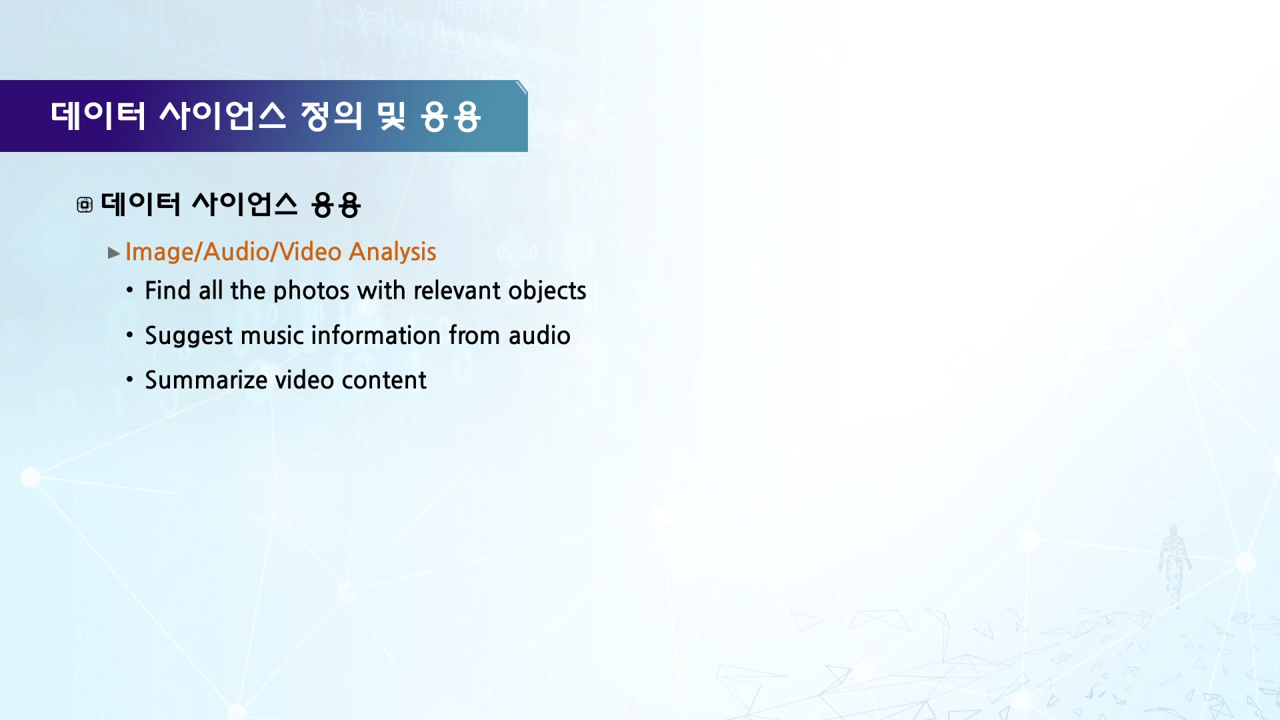 데이터 사이언스 정의 및 응용
데이터 사이언스 응용
Image/Audio/Video Analysis
• Find all the photos with relevant objects
• Suggest music information from audio
• Summarize video content